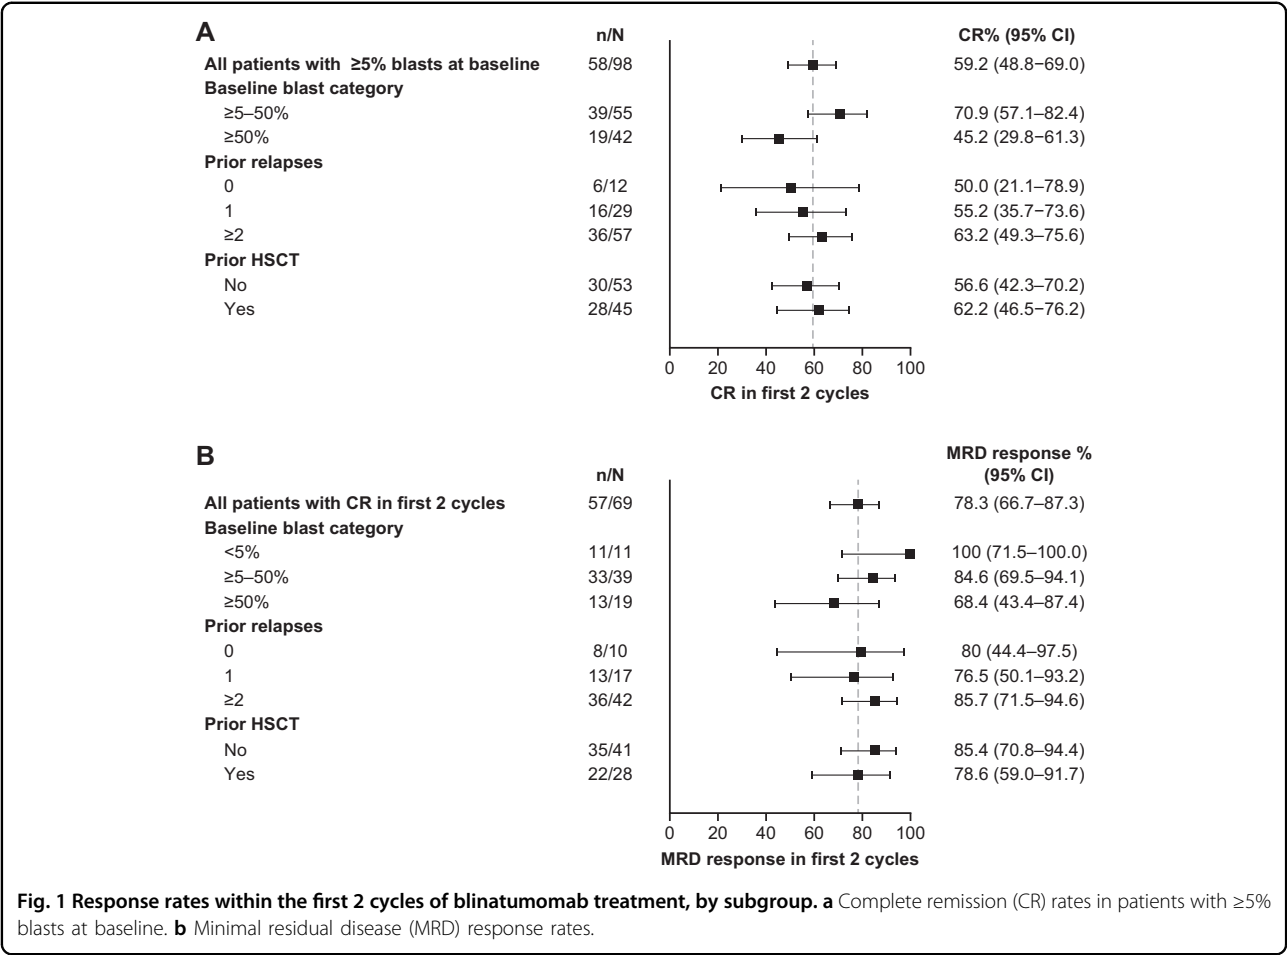 A
n/N CR% (95% CI)
All patients with ≥5% blasts at baseline 58/98 59.2 (48.8–69.0)
Baseline blast category
≥5–50% 39/55 70.9 (57.1–82.4)
≥50% 19/42 45.2 (29.8–61.3)
Prior relapses
0 6/12 50.0 (21.1–78.9)
1 16/29 55.2 (35.7−73.6)
≥2 36/57 63.2 (49.3–75.6)
Prior HSCT
No 30/53 56.6 (42.3–70.2)
Yes 28/45 62.2 (46.5−76.2)
0 20 40 60 80 100
CR in first 2 cycles
B
MRD response %
n/N (95% CI)
All patients with CR in first 2 cycles 57/69 78.3 (66.7–87.3)
Baseline blast category
<5% 11/11 100 (71.5–100.0)
≥5–50% 33/39 84.6 (69.5–94.1)
≥50% 13/19 68.4 (43.4–87.4)
Prior relapses
0 8/10 80 (44.4–97.5)
1 13/17 76.5 (50.1–93.2)
≥2 36/42 85.7 (71.5–94.6)
Prior HSCT
No 35/41 85.4 (70.8–94.4)
Yes 22/28 78.6 (59.0–91.7)
0 20 40 60 80 100
MRD response in first 2 cycles
Fig. 1 Response rates within the first 2 cycles of blinatumomab treatment, by subgroup. a Complete remission (CR) rates in patients with ≥5%
blasts at baseline. b Minimal residual disease (MRD) response rates.